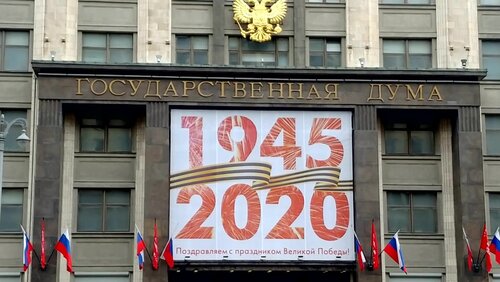 ГОСУДАРСТВЕННАЯ ДУМА
1945
2020
Поздравляем с праздником Великой Победы!